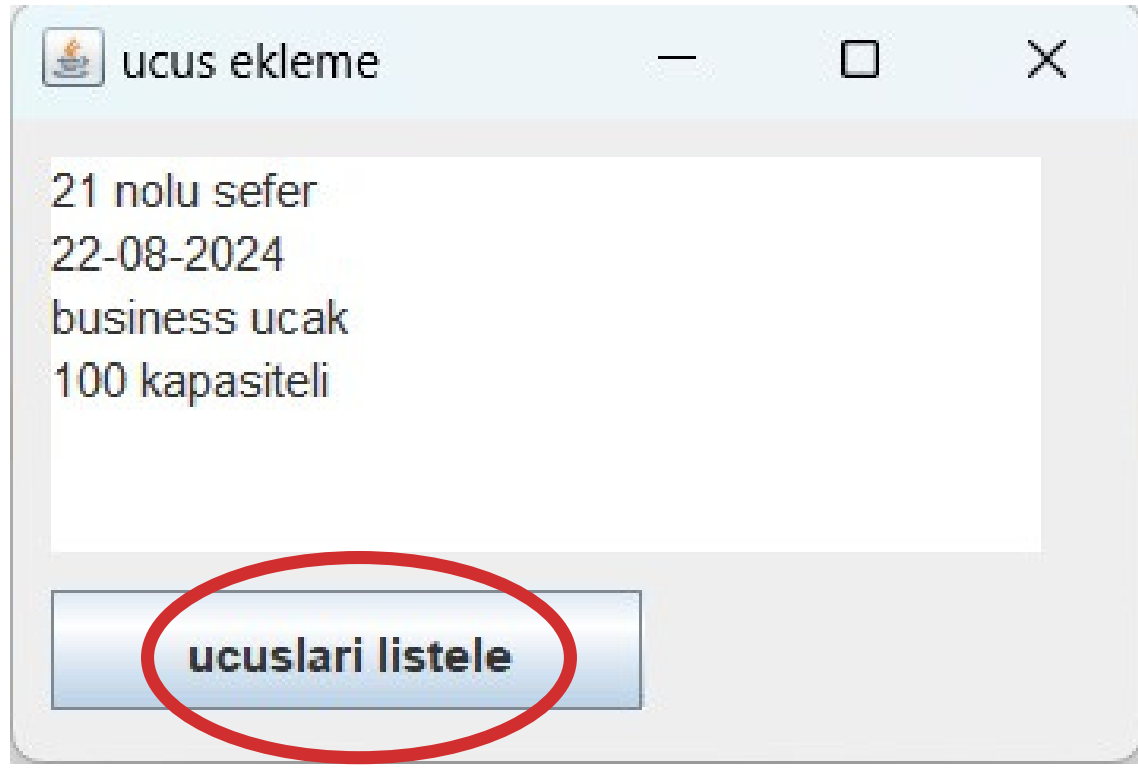 ucus ekleme
21 nolu sefer
22-08-2024
business ucak
100 kapasiteli
ucuslari listele